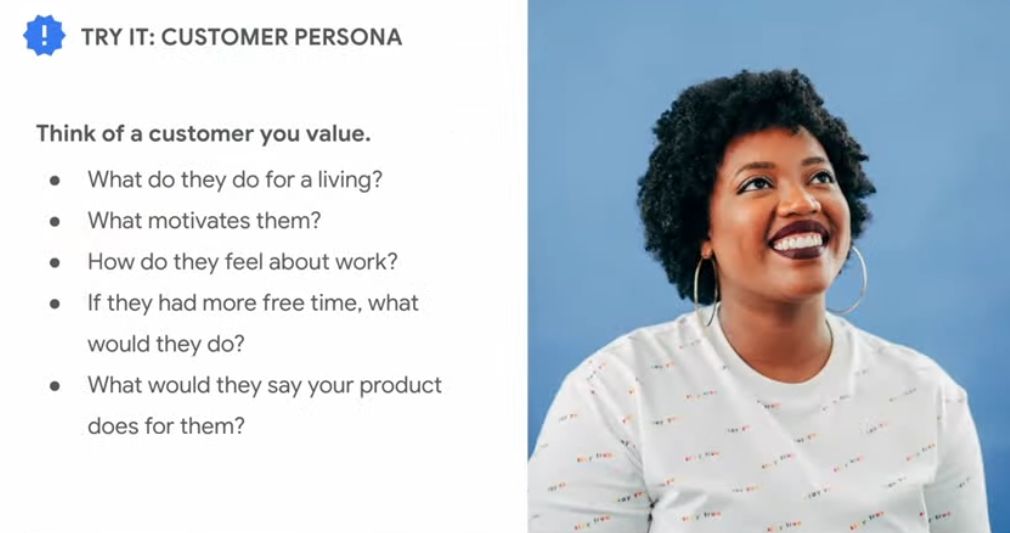 TRY IT: CUSTOMER PERSONA
Think of a customer you value.
• What do they do for a living?
• What motivates them?
• How do they feel about work?
• If they had more free time, what
would they do?
• What would they say your product
does for them?
stay true